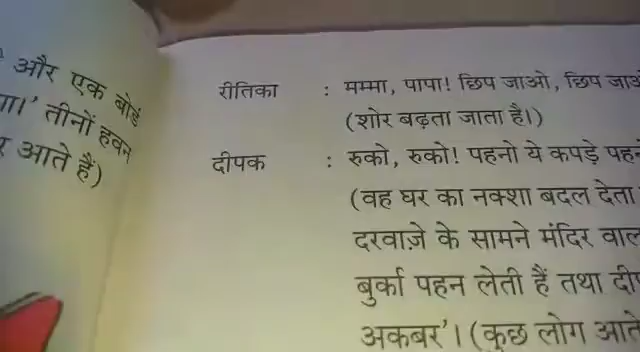 और एक बोर्ड
तीनों हवन
आते हैं)
रीतिका : मम्मा, पापा! छिप जाओ, छिप
(शोर बढ़ता जाता है।)
दीपक : रुको, रुको! पहनो ये कपड़े
(वह घर का नक्शा बदल देता
दरवाज़े के सामने मंदिर
बुर्का पहन लेती हैं तथा
अकबर'। (कुछ लोग आते